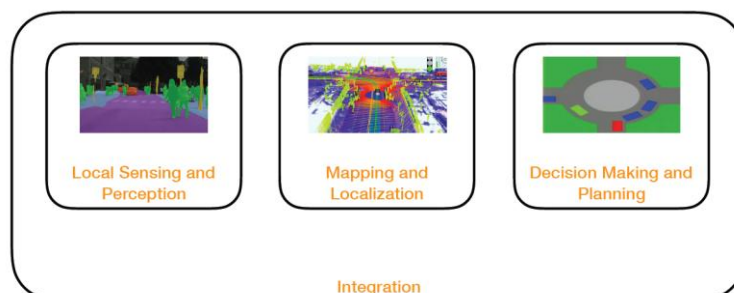 Local Sensing and
Perception
Mapping and
Localization
Decision Making and
Planning
Integration